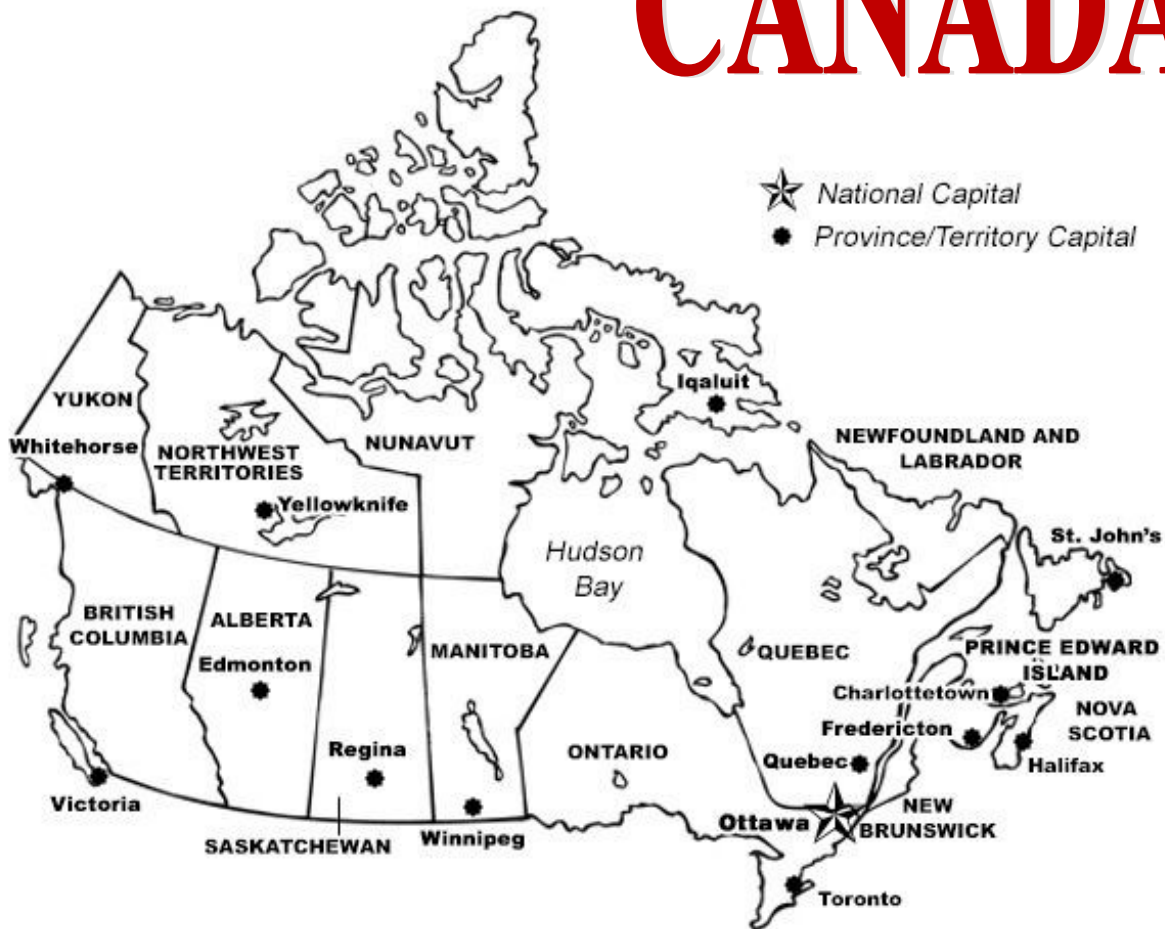 CANADA
National Capital
Province/Territory Capital
YUKON
Whitehorse
NORTHWEST
TERRITORIES
Yellowknife
NUNAVUT
Iqaluit
NEWFOUNDLAND AND
LABRADOR
St. John's
Hudson
Bay
BRITISH
COLUMBIA
ALBERTA
Edmonton
MANITOBA
QUEBEC
PRINCE EDWARD
ISLAND
Charlottetown
NOVA
SCOTIA
Fredericton
Halifax
Regina
ONTARIO
Quebec
Victoria
SASKATCHEWAN
Winnipeg
Ottawa
NEW
BRUNSWICK
Toronto